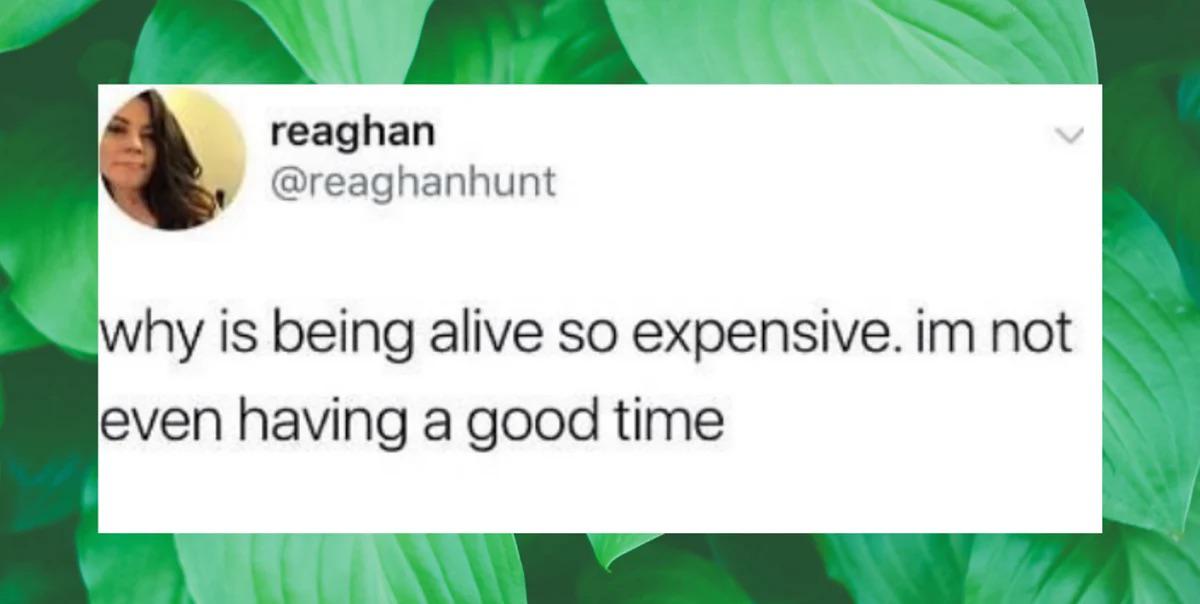 reaghan
@reaghanhunt
why is being alive so expensive. im not
even having a good time